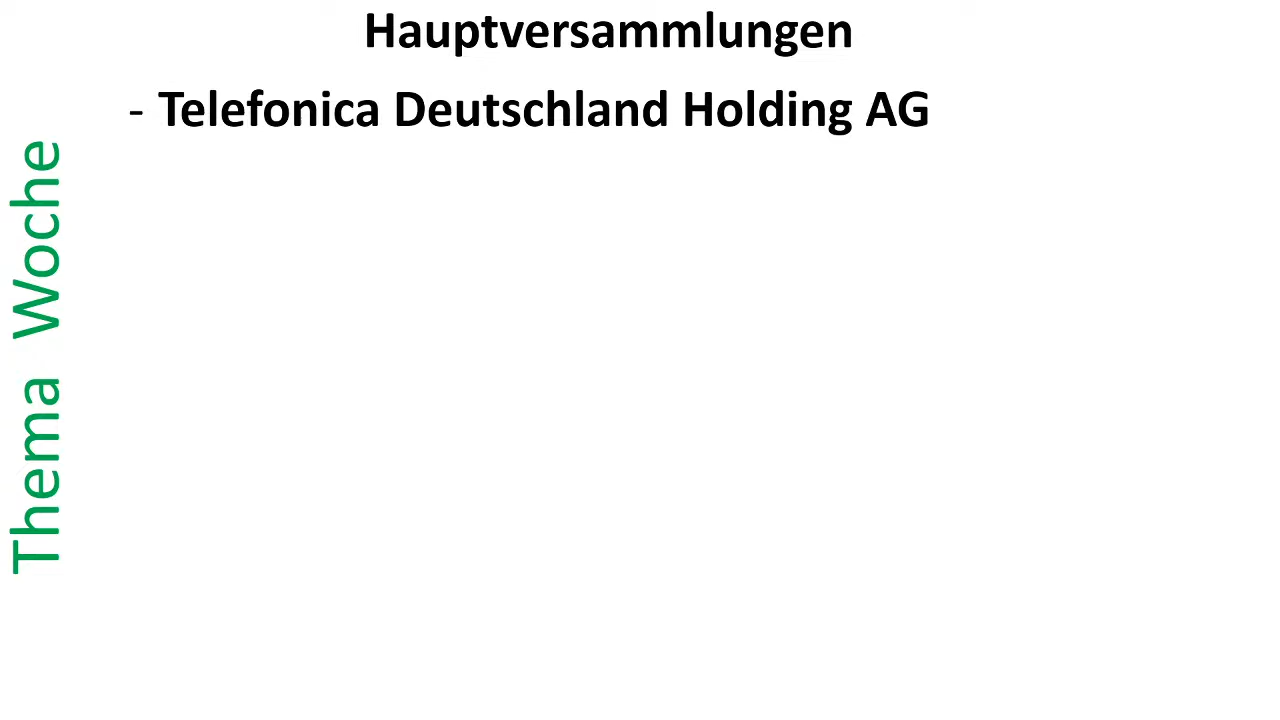 Hauptversammlungen
- Telefonica Deutschland Holding AG
Thema Woche